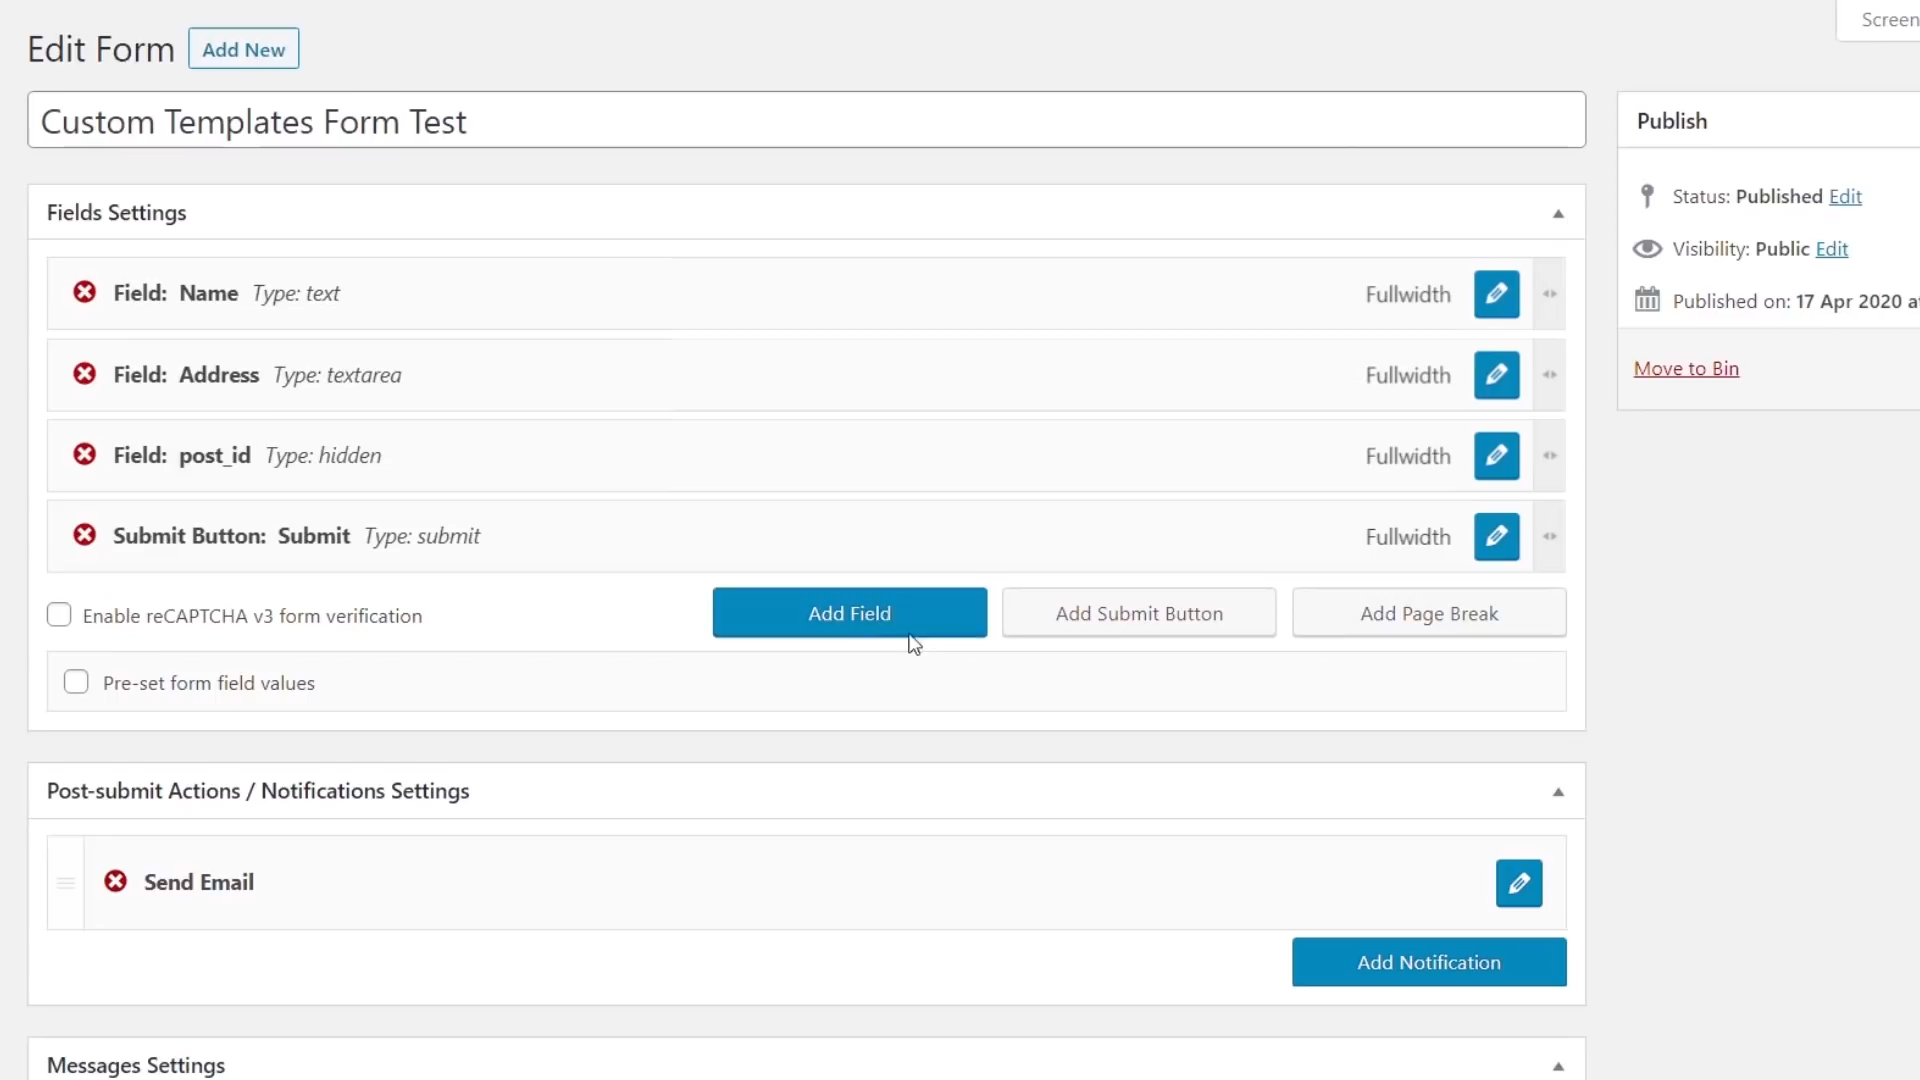 Screen
Edit Form Add New
Custom Templates Form Test
Publish
Fields Settings
Status: Published Edit
Visibility: Public Edit
Published on: 17 Apr 2020 a
Move to Bin
Field: Name Type: text Fullwidth
Field: Address Type: textarea Fullwidth
Field: post_id Type: hidden Fullwidth
Submit Button: Submit Type: submit Fullwidth
Enable reCAPTCHA v3 form verification Add Field Add Submit Button Add Page Break
Pre-set form field values
Post-submit Actions / Notifications Settings
Send Email
Add Notification
Messages Settings